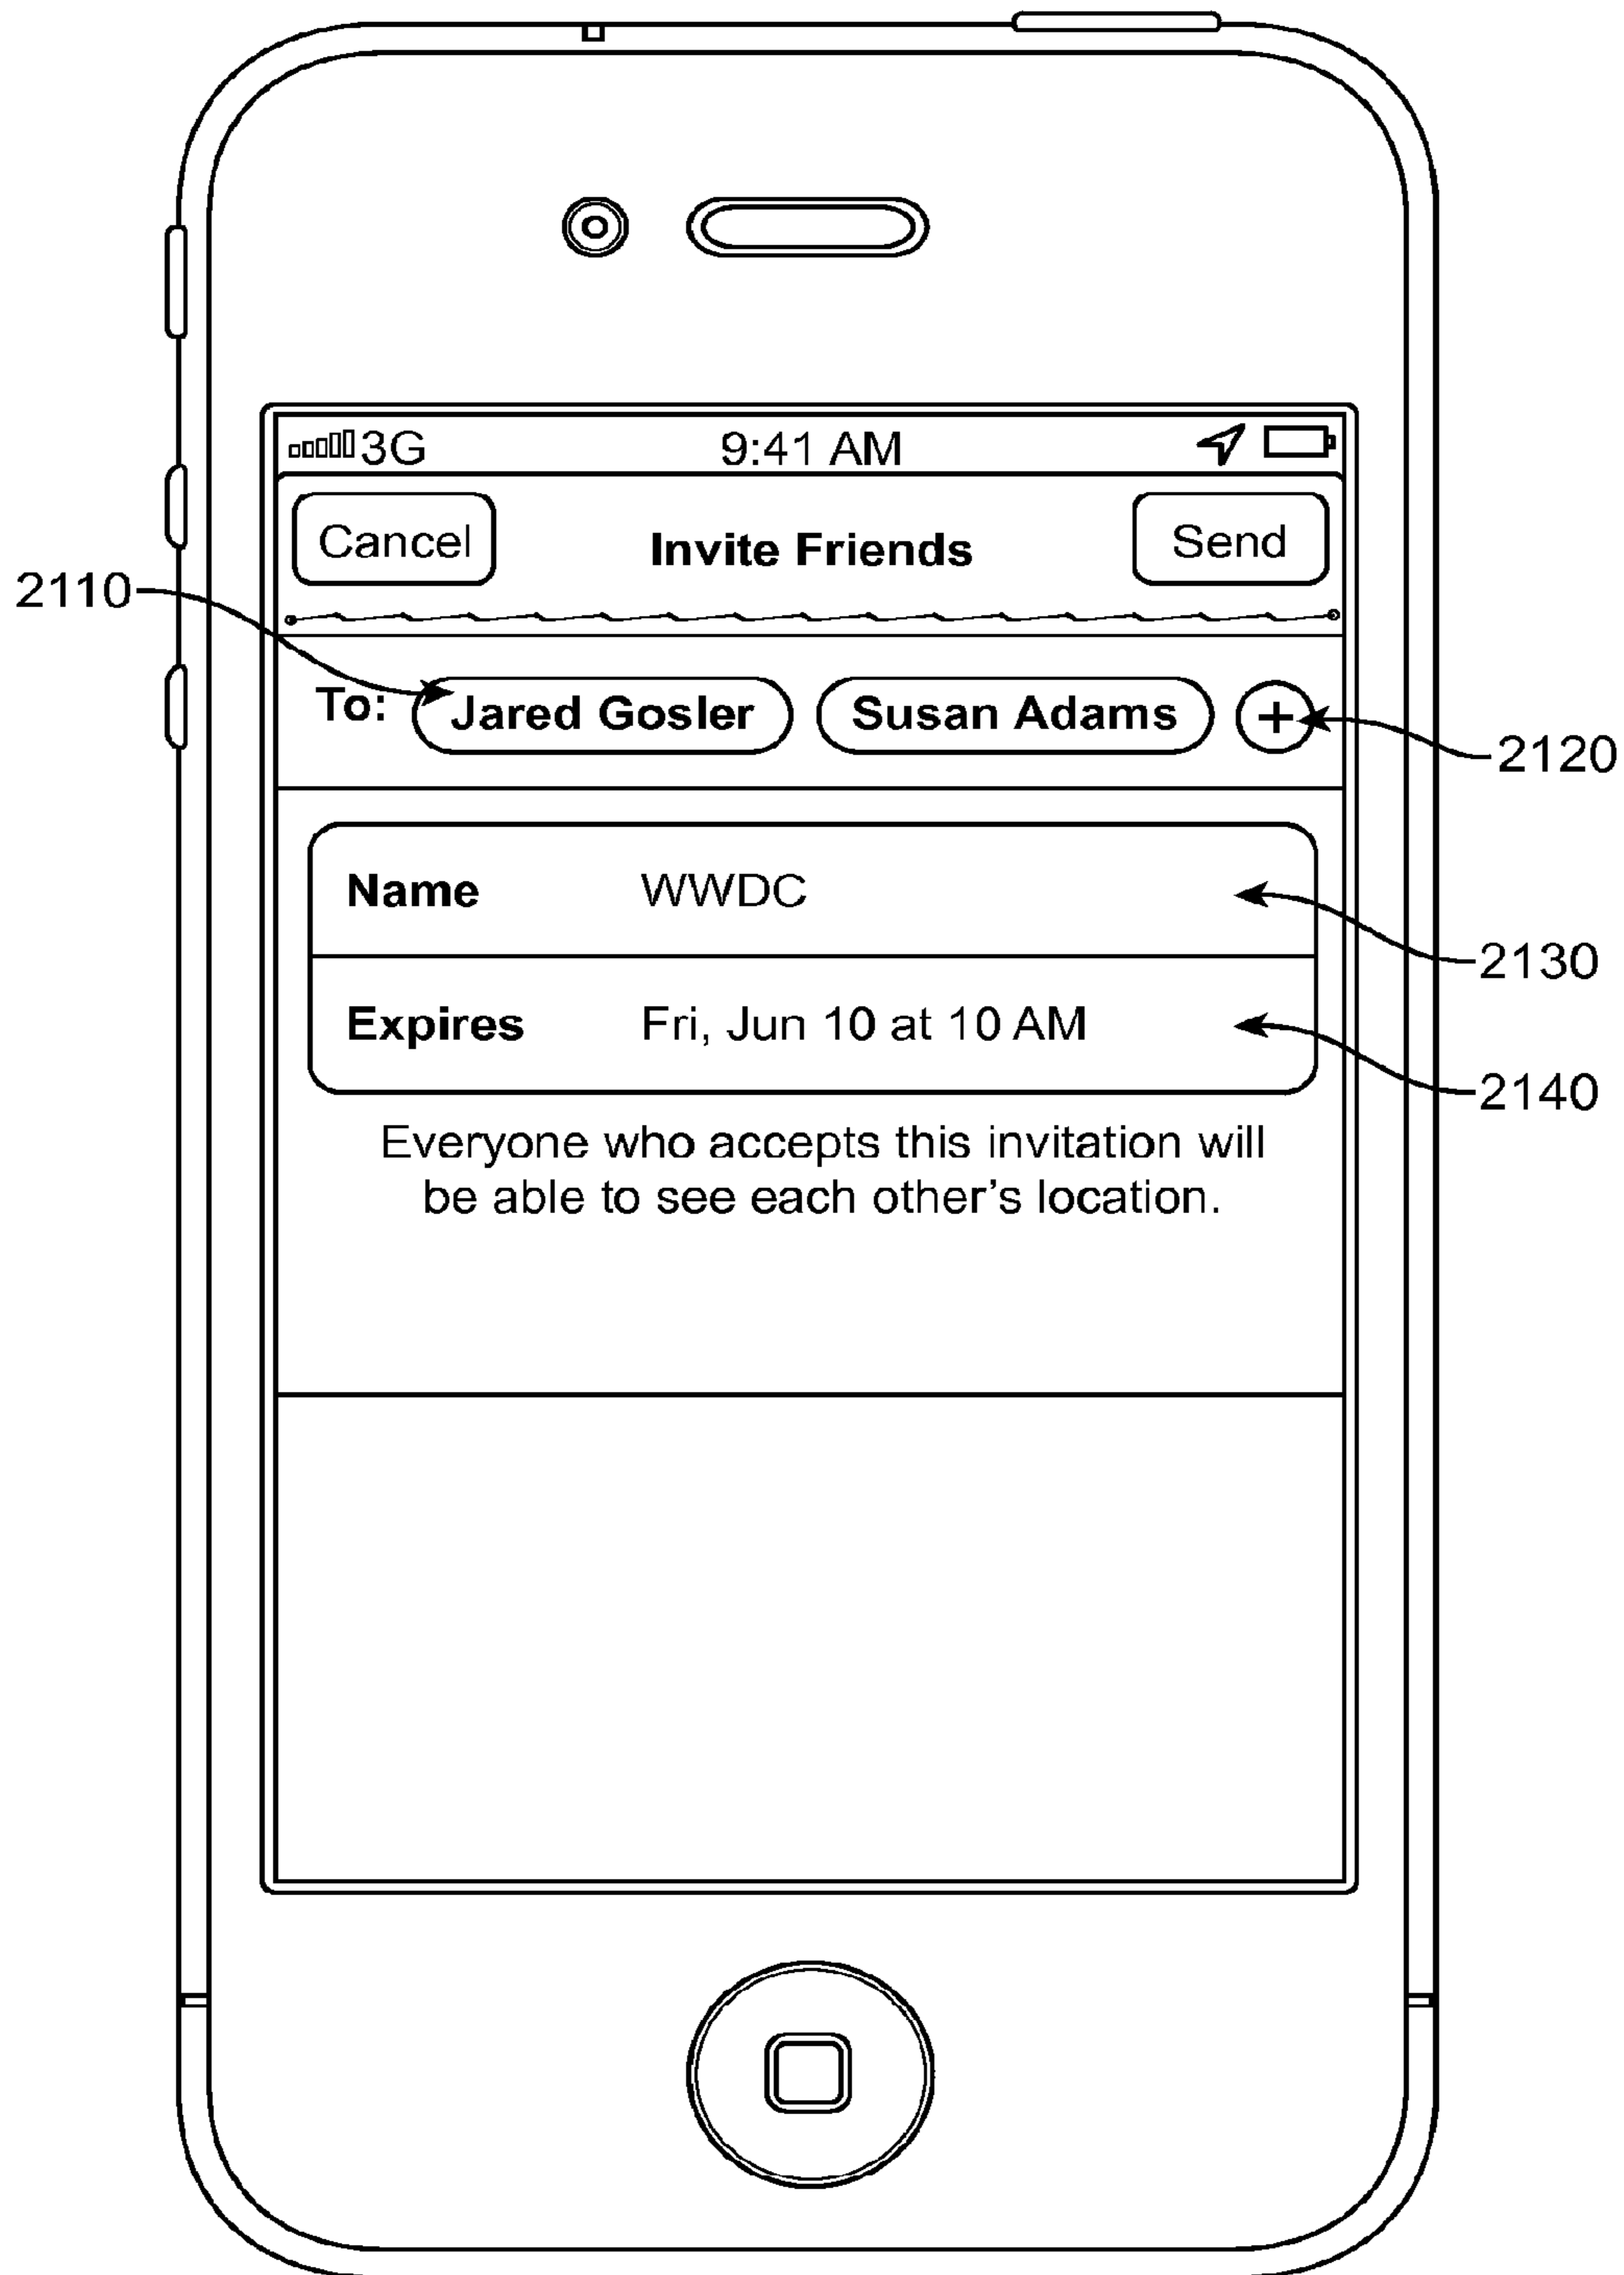 3G 9:41 AM
Cancel Invite Friends Send
2110
To: Jared Gosler Susan Adams +
2120
Name WWDC
2130
Expires Fri, Jun 10 at 10 AM
2140
Everyone who accepts this invitation will
be able to see each other's location.